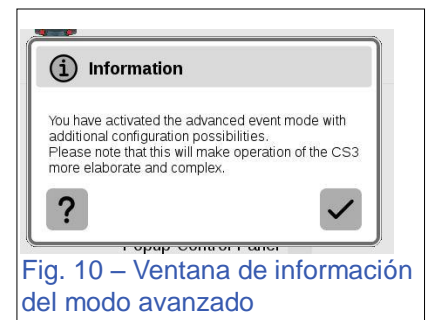 Information
You have activated the advanced event mode with
additional configuration possibilities.
Please note that this will make operation of the CS3
more elaborate and complex.
?
Popup Control Panel
Fig. 10 – Ventana de información
del modo avanzado